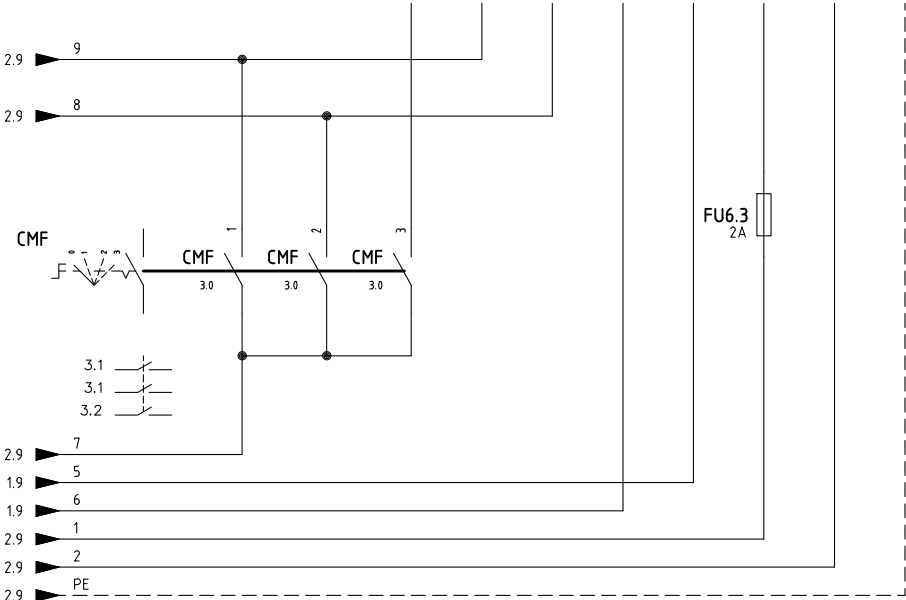 2.9 9
2.9 8
FU6.3
2A
1 2 3
CMF
0 1 2 3
CMF CMF CMF
3.0 3.0 3.0
3.1
3.1
3.2
2.9 7
1.9 5
1.9 6
2.9 1
2.9 2
2.9 PE